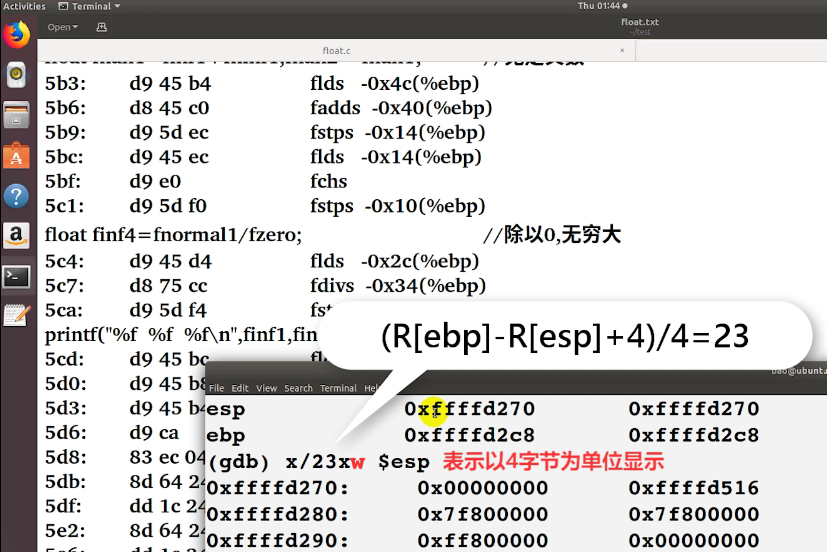 Activities Terminal Thu 01:44
Open float.txt
~/test
float.c ×
5b3: d9 45 b4 flds -0x4c(%ebp)
5b6: d8 45 c0 fadds -0x40(%ebp)
5b9: d9 5d ec fstps -0x14(%ebp)
5bc: d9 45 ec flds -0x14(%ebp)
5bf: d9 e0 fchs
5c1: d9 5d f0 fstps -0x10(%ebp)
float finf4=fnormal1/fzero; //除以0,无穷大
5c4: d9 45 d4 flds -0x2c(%ebp)
5c7: d8 75 cc fdivs -0x34(%ebp)
5ca: d9 5d f4 fst
printf("%f %f %f\n",finf1,fin
(R[ebp]-R[esp]+4)/4=23
5cd: d9 45 bc fl
5d0: d9 45 b8
5d3: d9 45 b4
5d6: d9 ca
5d8: 83 ec 04
5db: 8d 64 24
5df: dd 1c 24
5e2: 8d 64 24
bao@ubuntu
File Edit View Search Terminal Help
esp 0xffffd270 0xffffd270
ebp 0xffffd2c8 0xffffd2c8
(gdb) x/23xw $esp 表示以4字节为单位显示
0xffffd270: 0x00000000 0xffffd516
0xffffd280: 0x7f800000 0x7f800000
0xffffd290: 0xff800000 0x00000000